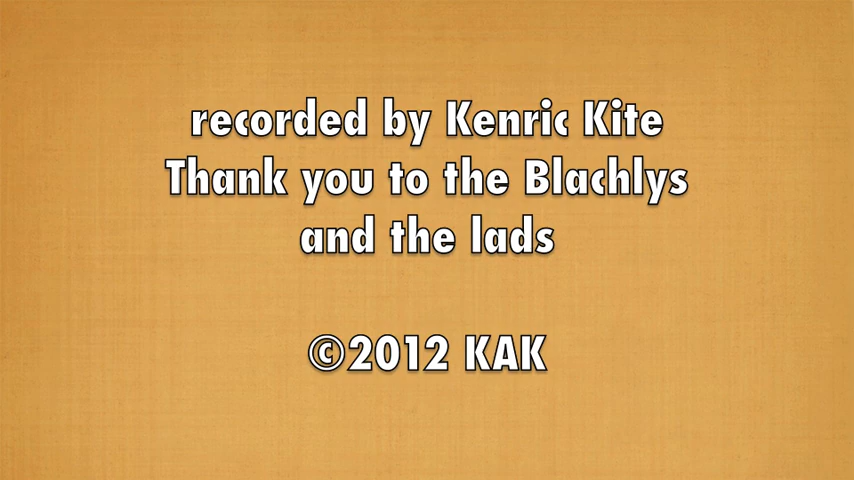 recorded by Kenric Kite
Thank you to the Blachlys
and the lads
©2012 KAK